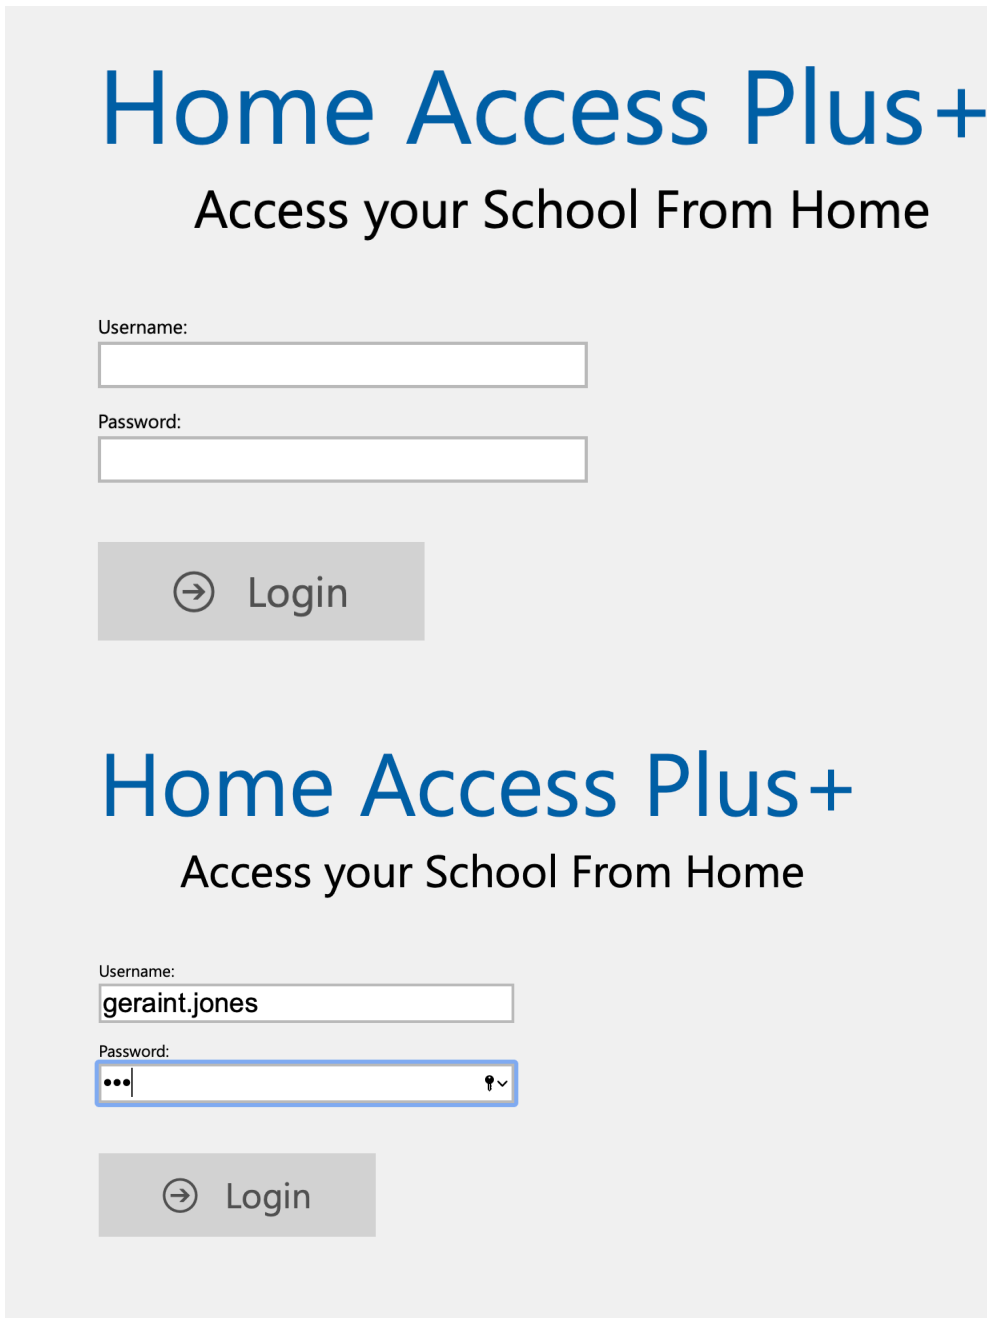 Home Access Plus+
Access your School From Home
Username:
Password:
Login
Home Access Plus+
Access your School From Home
Username:
geraint.jones
Password:
•••
Login